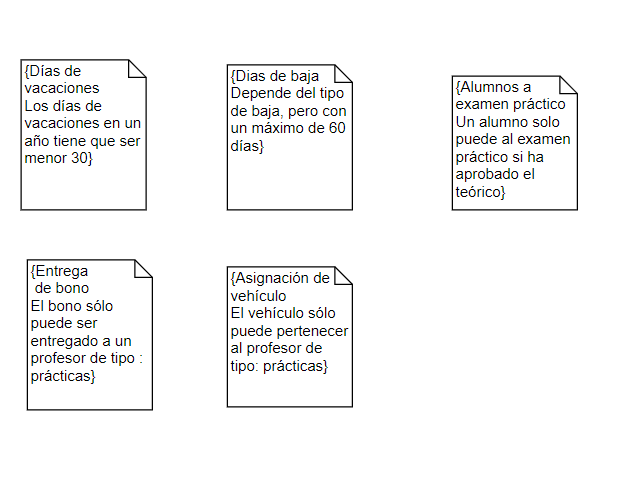 {Días de
vacaciones
Los días de
vacaciones en un
año tiene que ser
menor 30}
{Dias de baja
Depende del tipo
de baja, pero con
un máximo de 60
días}
{Alumnos a
examen práctico
Un alumno solo
puede al examen
práctico si ha
aprobado el
teórico}
{Entrega
de bono
El bono sólo
puede ser
entregado a un
profesor de tipo :
prácticas}
{Asignación de
vehículo
El vehículo sólo
puede pertenecer
al profesor de
tipo: prácticas}